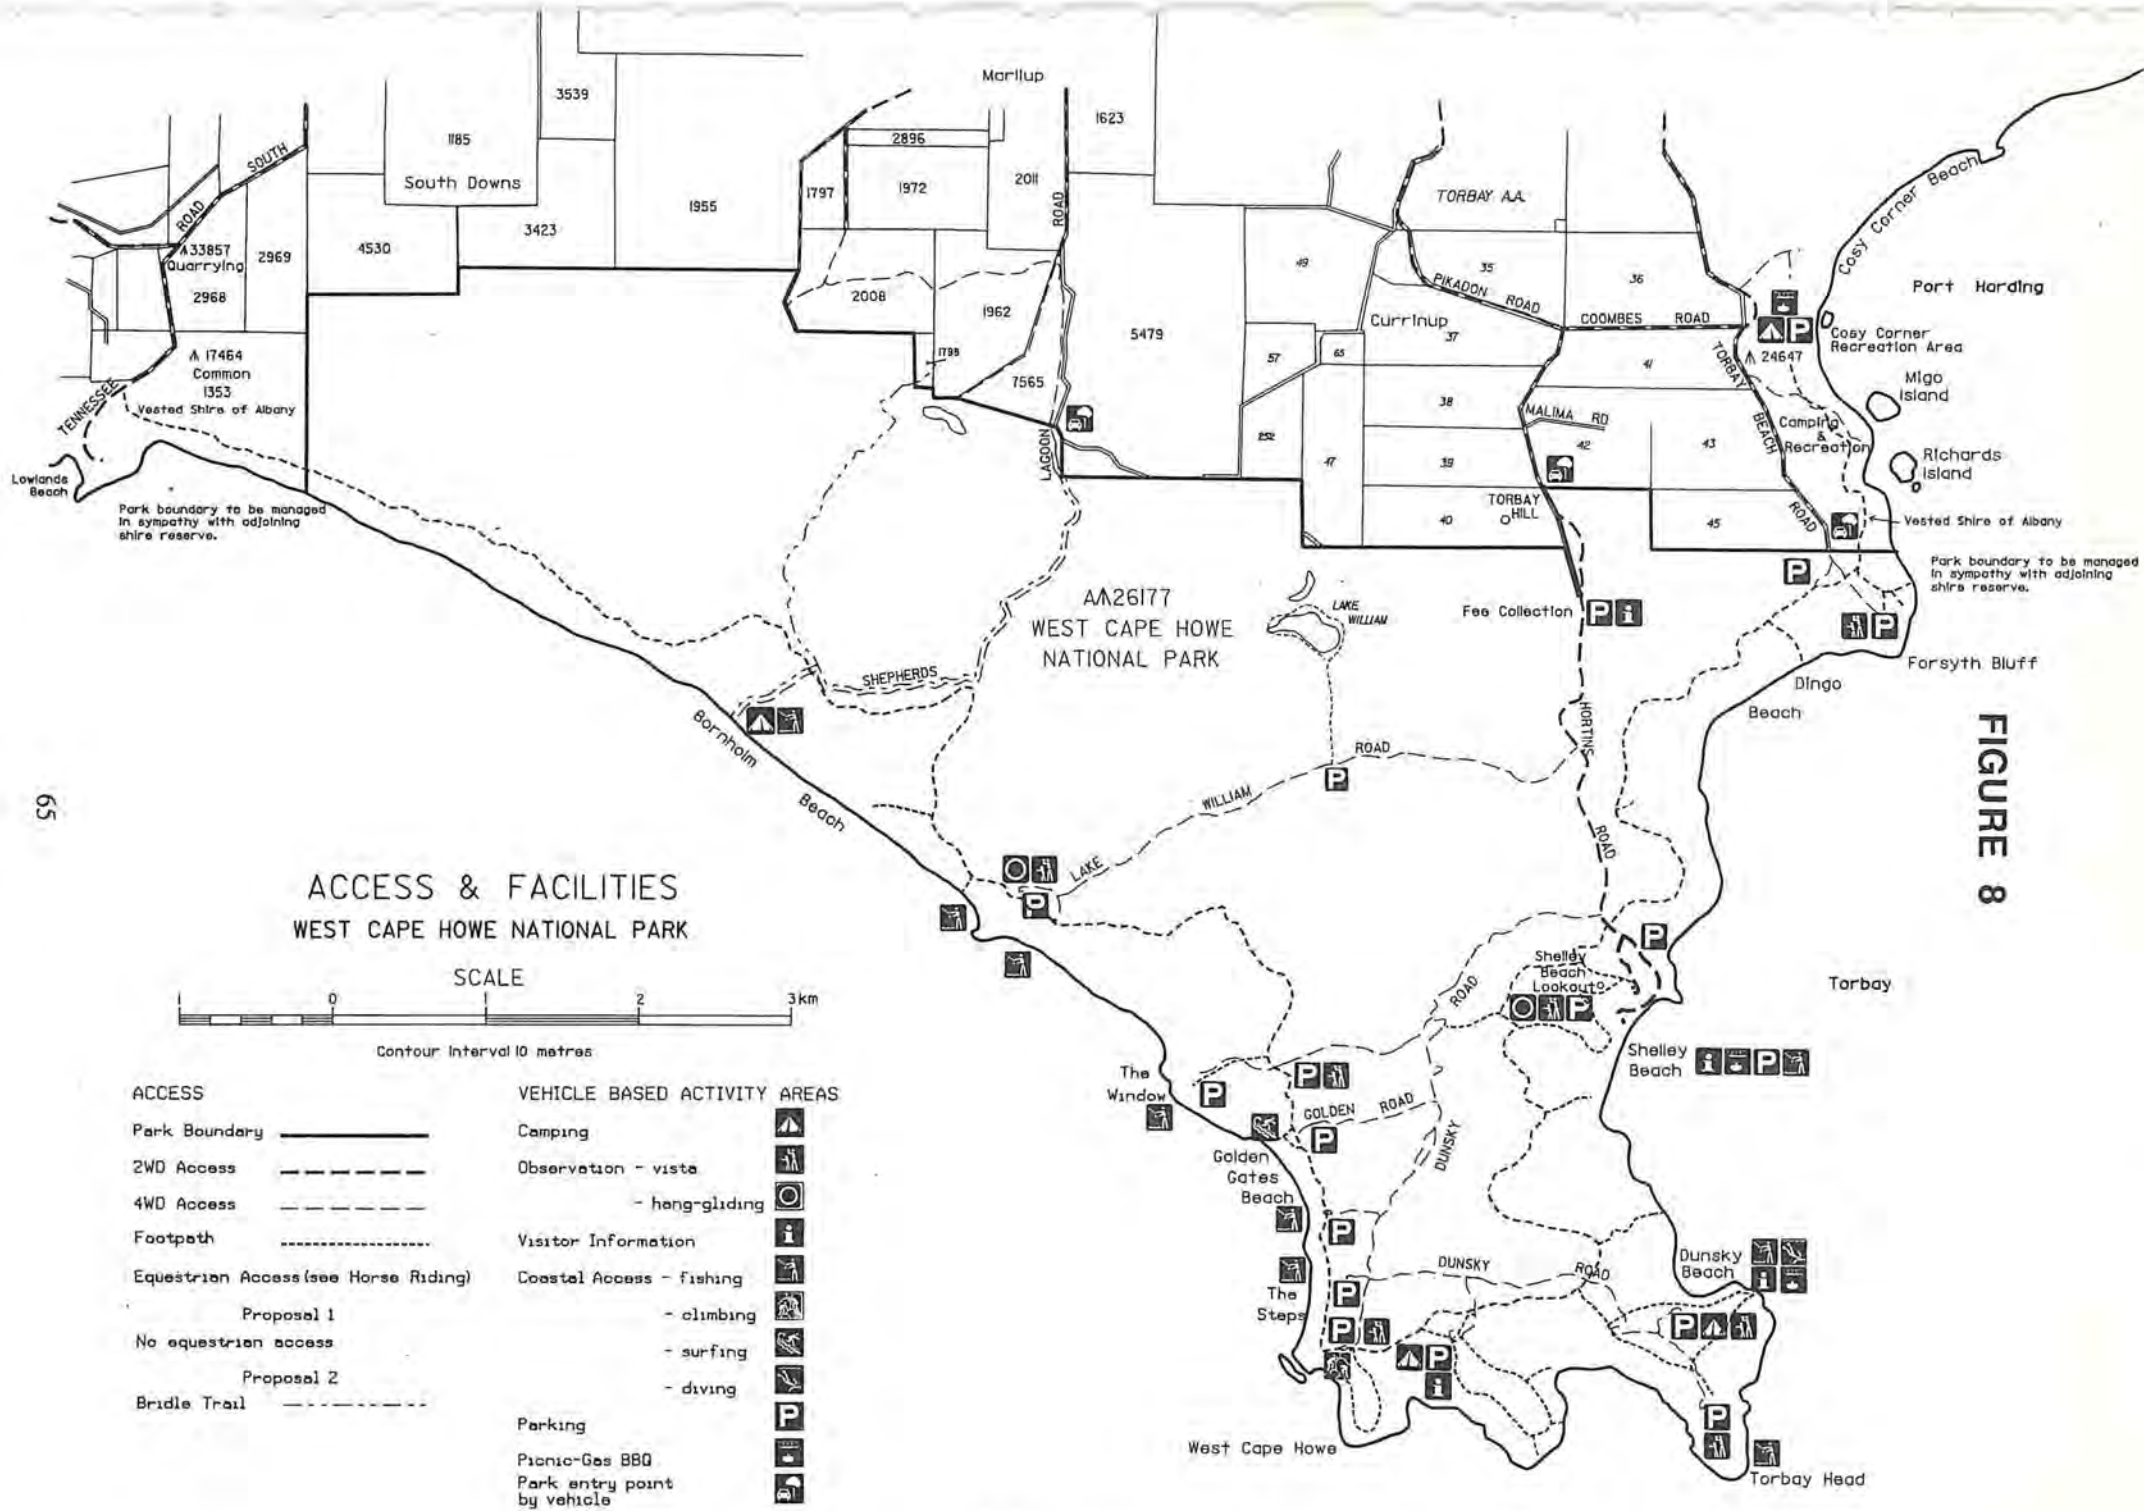 Marllup
3539
1623
1185
2896
SOUTH
South Downs
1797
1972
2011
1955
ROAD
TORBAY A.A.
Cosy Corner Beach
ROAD
3423
33857
Quarrying
2969
4530
49
35
36
2968
2008
PIKADON ROAD
Port Harding
1962
Currinup
COOMBES ROAD
37
5479
Cosy Corner
Recreation Area
17464
Common
1353
Vested Shire of Albany
1798
7565
57
65
41
TORBAY
24647
Migo
Island
TENNESSEE
38
MALIMA RD
Camping
&
Recreation
BEACH
252
42
43
Lowlands
Beach
LAGOON
47
39
Richards
Island
Park boundary to be managed
in sympathy with adjoining
shire reserve.
TORBAY
HILL
40
45
ROAD
Vested Shire of Albany
Park boundary to be managed
in sympathy with adjoining
shire reserve.
P
26177
WEST CAPE HOWE
NATIONAL PARK
LAKE
WILLIAM
Fee Collection
P i
P
SHEPHERDS
Forsyth Bluff
Dingo
Beach
HORTINS
Bornholm
Beach
ROAD
P
WILLIAM
FIGURE 8
65
ROAD
LAKE
ACCESS & FACILITIES
WEST CAPE HOWE NATIONAL PARK
P
P
Shelley
Beach
Lookout
P
ROAD
Torbay
SCALE
1 0 1 2 3km
Contour Interval 10 metres
Shelley
Beach
i P
The
Window
P
P
GOLDEN ROAD
P
DUNSKY
Golden
Gates
Beach
P
Dunsky
Beach
i
DUNSKY ROAD
The
Steps
P
P
P
P
i
P
West Cape Howe
Torbay Head
ACCESS
Park Boundary
2WD Access
4WD Access
Footpath
Equestrian Access (see Horse Riding)
Proposal 1
No equestrian access
Proposal 2
Bridle Trail
VEHICLE BASED ACTIVITY AREAS
Camping
Observation - vista
- hang-gliding
Visitor Information i
Coastal Access - fishing
- climbing
- surfing
- diving
Parking P
Picnic-Gas BBQ
Park entry point
by vehicle